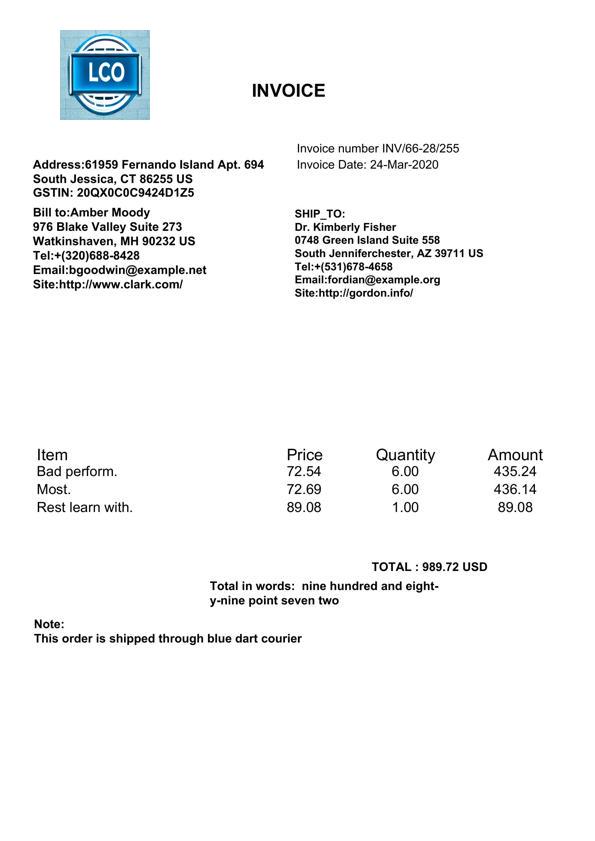 LCO
INVOICE
Invoice number INV/66-28/255
Invoice Date: 24-Mar-2020
Address:61959 Fernando Island Apt. 694
South Jessica, CT 86255 US
GSTIN: 20QX0C0C9424D1Z5
Bill to:Amber Moody
976 Blake Valley Suite 273
Watkinshaven, MH 90232 US
Tel:+(320)688-8428
Email:bgoodwin@example.net
Site:http://www.clark.com/
SHIP_TO:
Dr. Kimberly Fisher
0748 Green Island Suite 558
South Jenniferchester, AZ 39711 US
Tel:+(531)678-4658
Email:fordian@example.org
Site:http://gordon.info/
Item Price Quantity Amount
Bad perform. 72.54 6.00 435.24
Most. 72.69 6.00 436.14
Rest learn with. 89.08 1.00 89.08
TOTAL : 989.72 USD
Total in words: nine hundred and eight-
y-nine point seven two
Note:
This order is shipped through blue dart courier